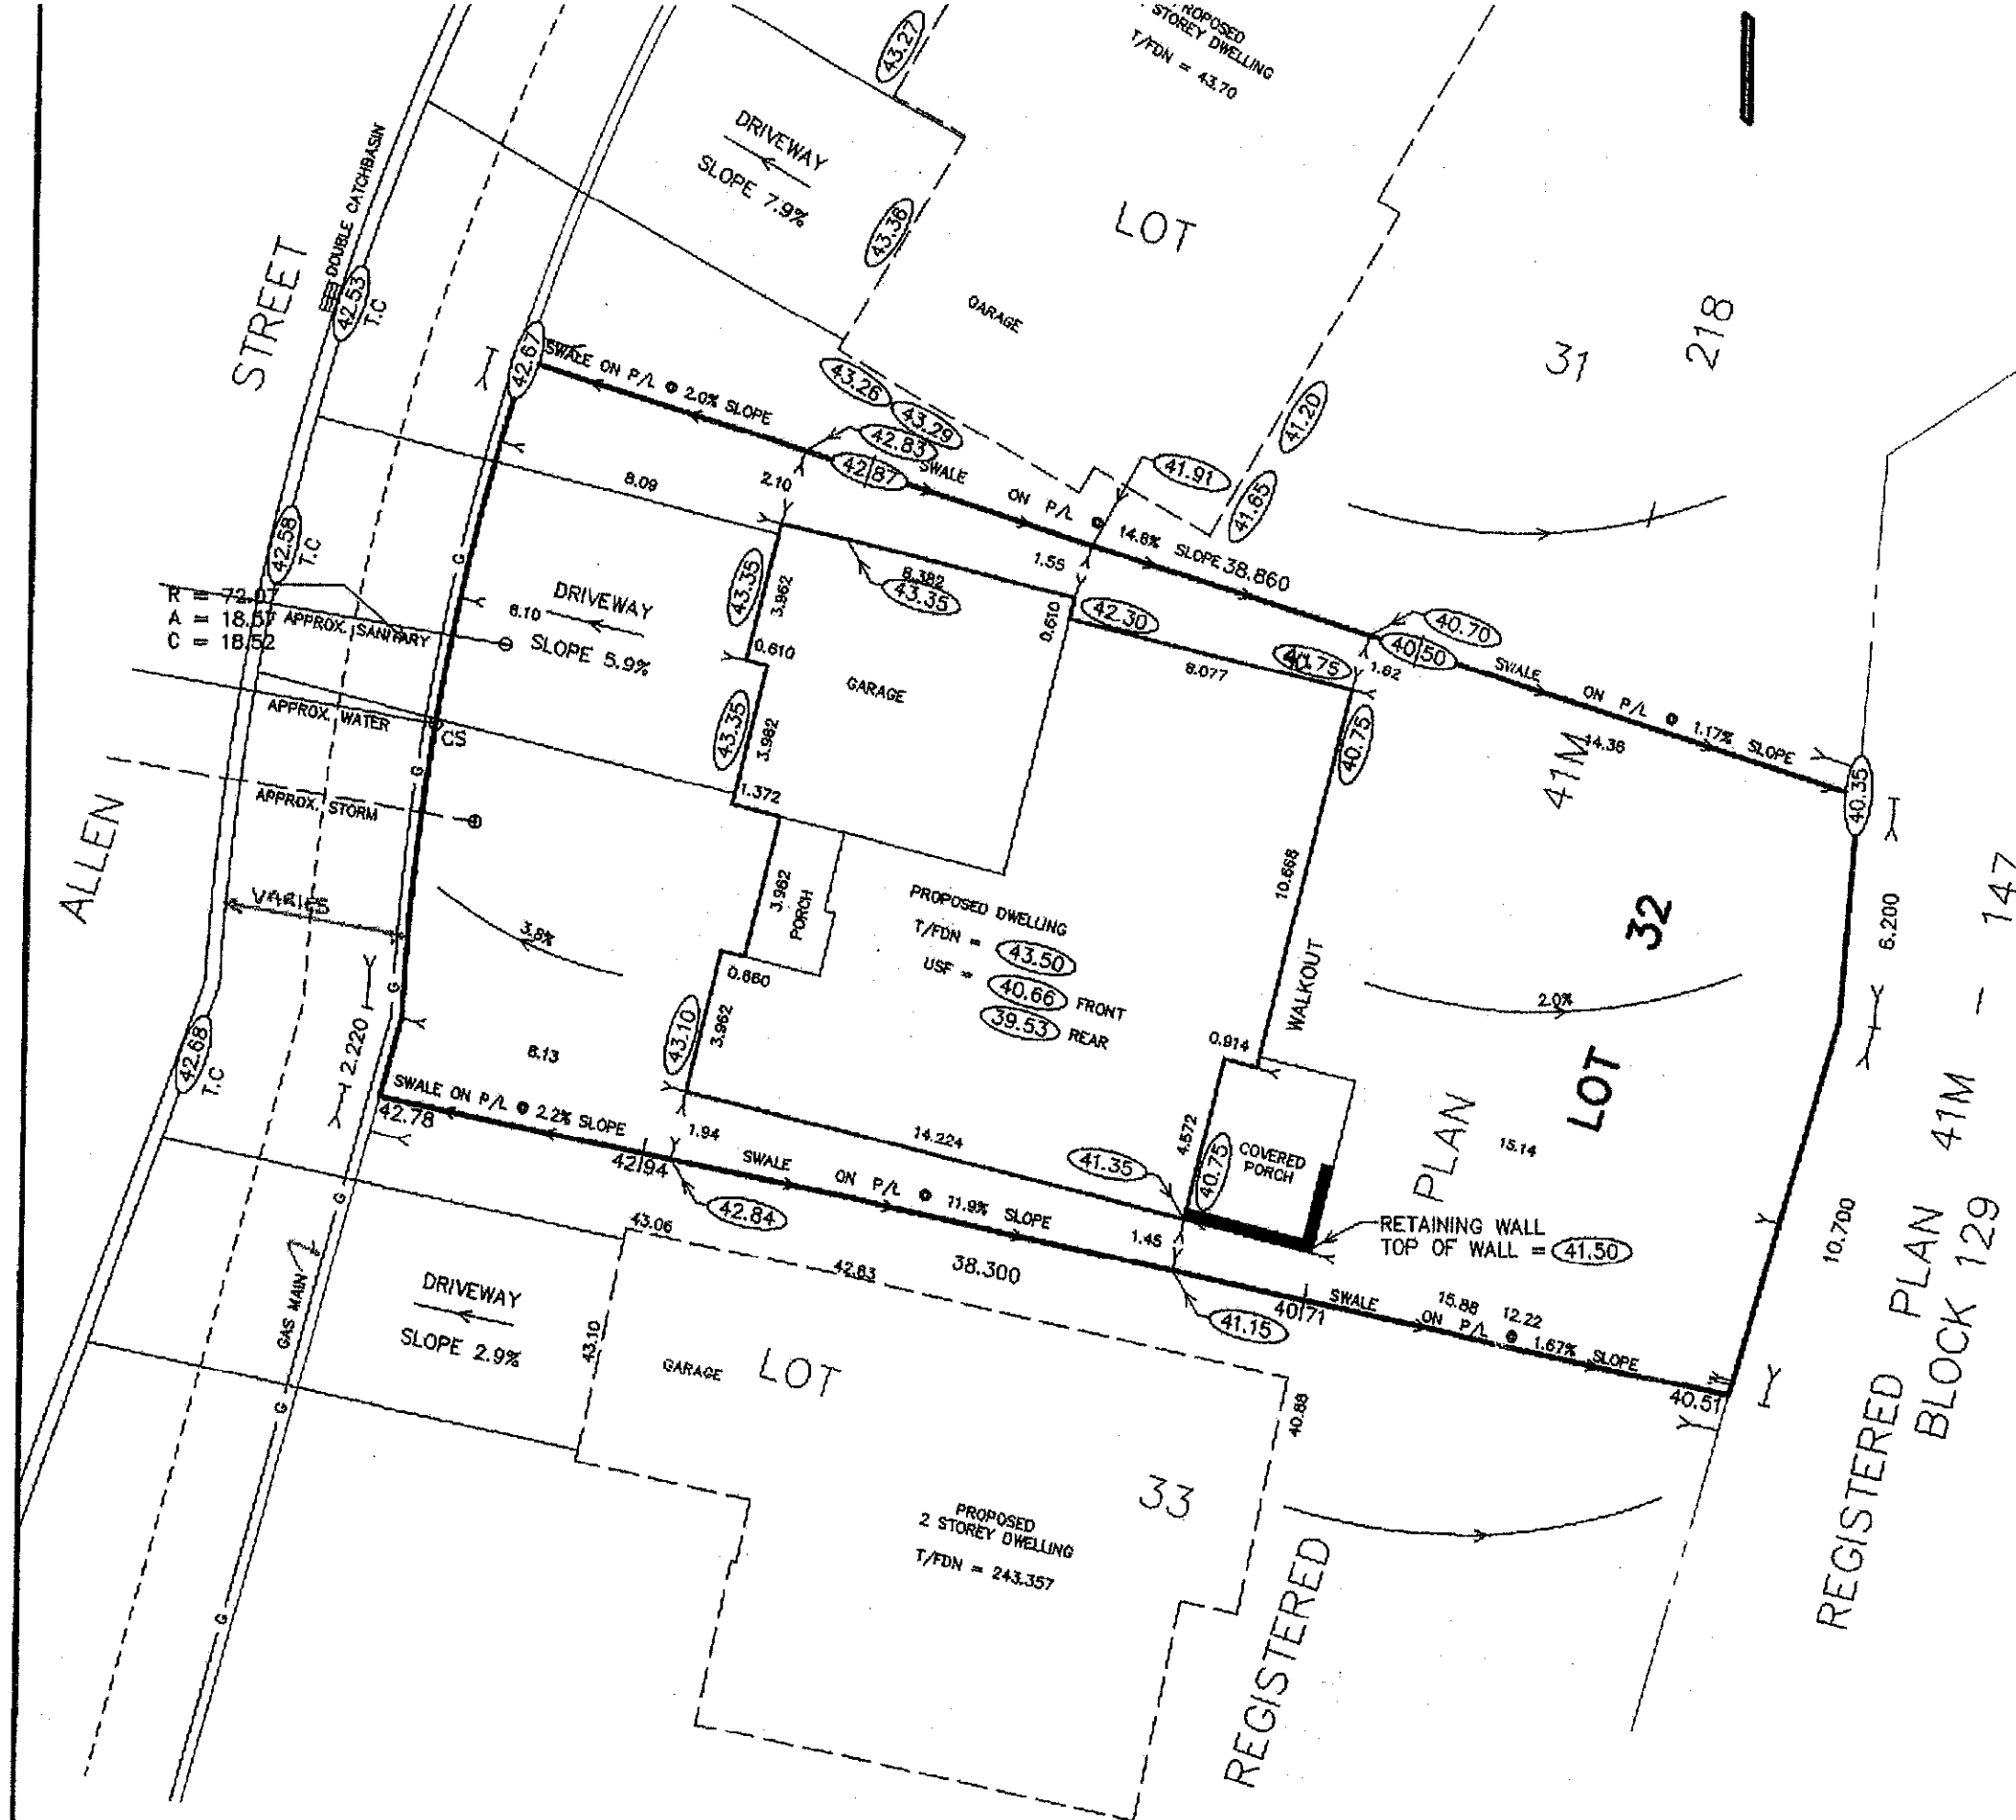 PROPOSED
STOREY DWELLING
T/FDN = 43.70
43.27
DRIVEWAY
SLOPE 7.9%
43.36
LOT
GARAGE
31
218
DOUBLE CATCHBASIN
42.53
T.C
STREET
42.67
SWALE ON P/L @ 2.0% SLOPE
43.26
43.29
42.83
42.87
SWALE ON P/L @ 14.8% SLOPE
38.860
41.91
41.65
41.20
8.09
2.10
1.55
42.58
T.C
R = 72.07
A = 18.57
C = 18.52
APPROX. SANITARY
6.10
DRIVEWAY
SLOPE 5.9%
43.35
3.962
8.382
43.35
0.610
42.30
40.75
8.077
1.62
40.70
40.50
SWALE ON P/L @ 1.17% SLOPE
14.36
40.35
0.610
GARAGE
43.35
3.962
1.372
40.75
41M
APPROX. WATER
CS
APPROX. STORM
ALLEN
VARIES
3.8%
3.962
PORCH
0.660
PROPOSED DWELLING
T/FDN = 43.50
USF = 40.66 FRONT
39.53 REAR
10.668
WALKOUT
32
LOT
2.0%
6.200
42.68
T.C
2.220
8.13
43.10
3.962
0.914
4.572
40.75
COVERED
PORCH
PLAN
15.14
SWALE ON P/L @ 2.2% SLOPE
42.78
1.94
14.224
41.35
42.94
SWALE ON P/L @ 11.9% SLOPE
42.84
1.45
RETAINING WALL
TOP OF WALL = 41.50
10.700
43.06
42.63
38.300
41.15
40.71
SWALE ON P/L @ 1.67% SLOPE
15.88
12.22
40.51
GAS MAIN
G
G
G
G
G
G
DRIVEWAY
SLOPE 2.9%
43.10
GARAGE
LOT
40.88
33
PROPOSED
2 STOREY DWELLING
T/FDN = 243.357
REGISTERED
REGISTERED PLAN 41M - 147
BLOCK 129